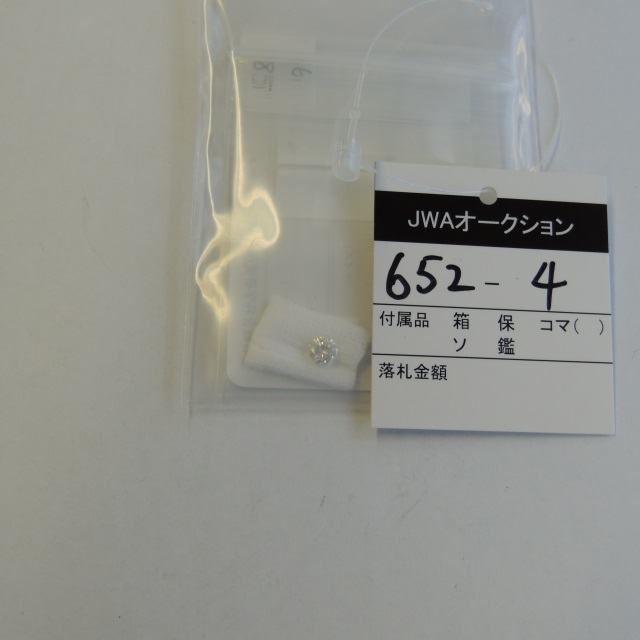 JWAオークション
652-4
付属品 箱 保 コマ( )
ソ 鑑
落札金額